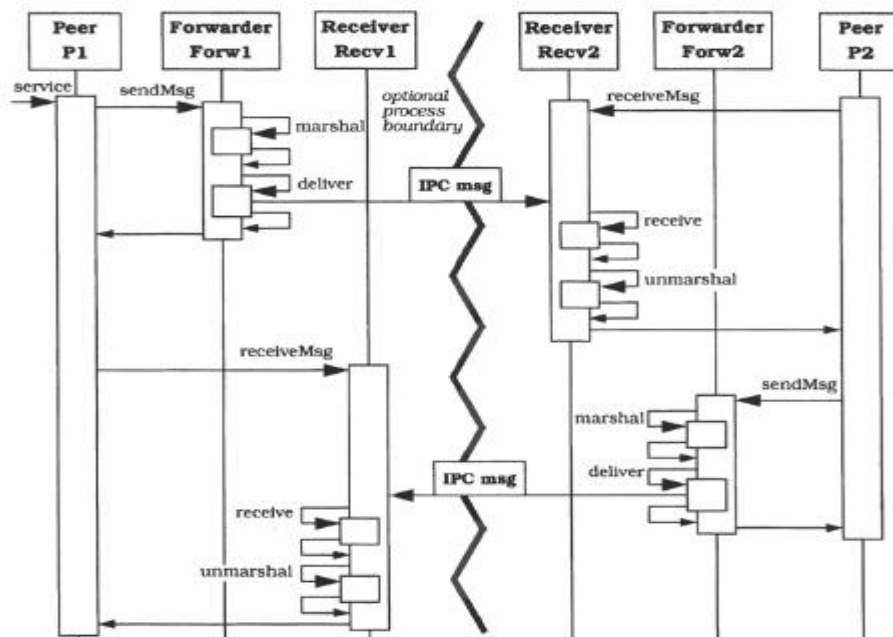 Peer
P1
Forwarder
Forw1
Receiver
Recv1
Receiver
Recv2
Forwarder
Forw2
Peer
P2
service
sendMsg
marshal
deliver
optional
process
boundary
IPC msg
receiveMsg
receive
unmarshal
receiveMsg
sendMsg
marshal
deliver
IPC msg
receive
unmarshal